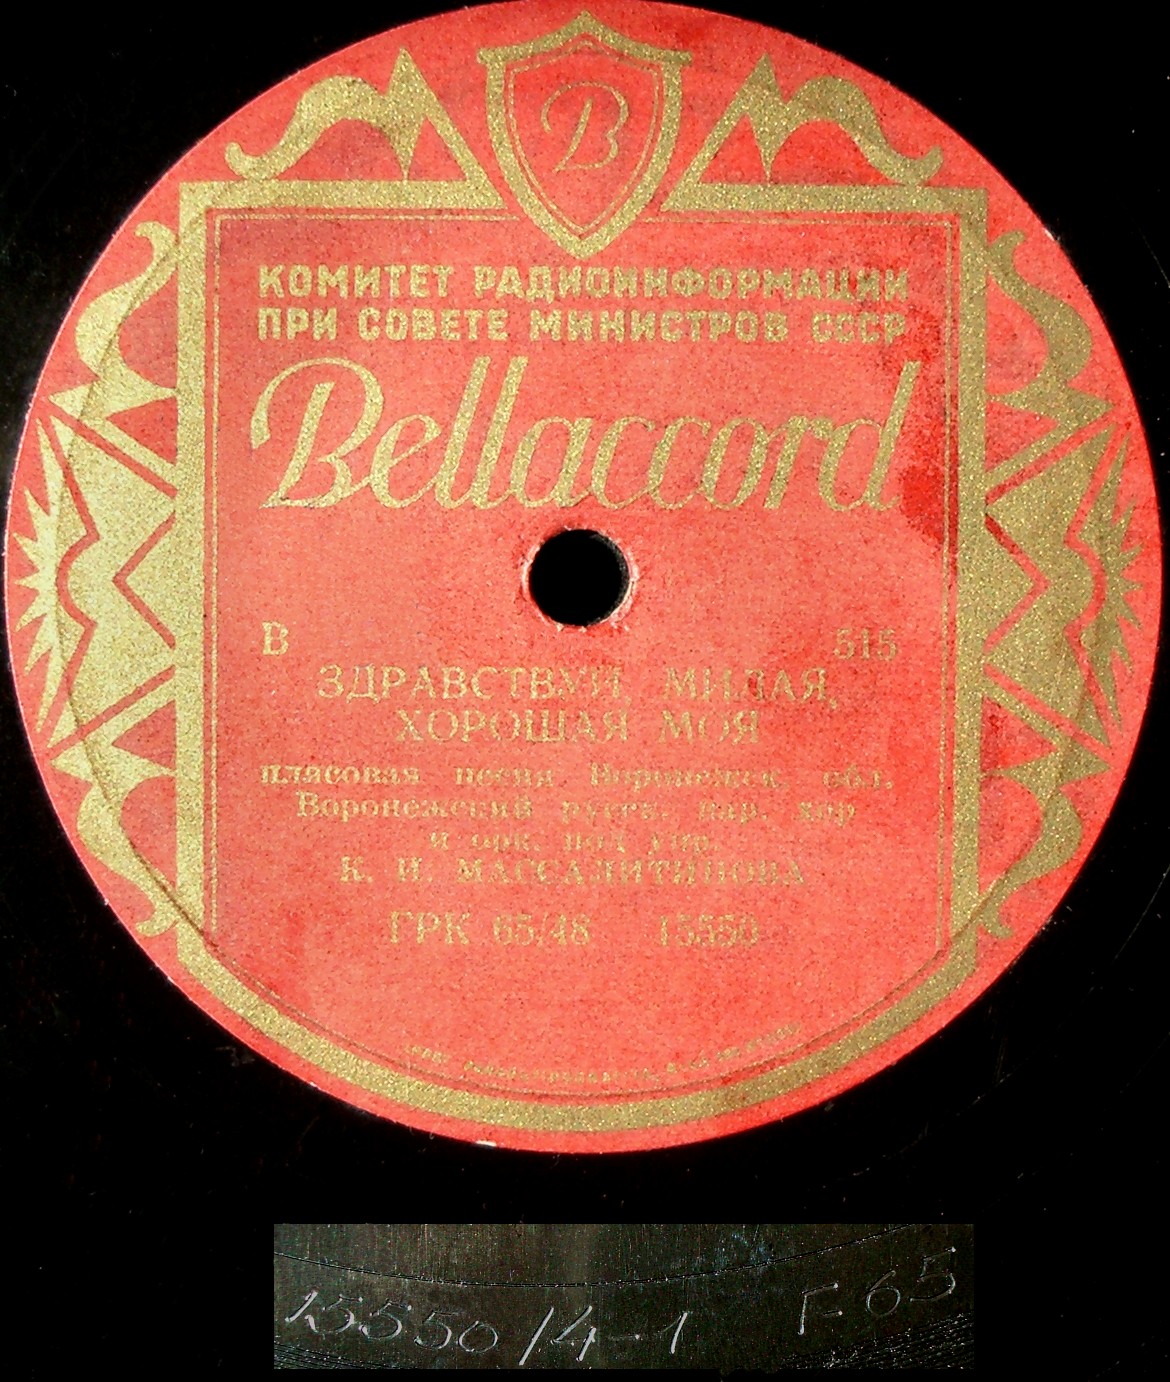 B
КОМИТЕТ РАДИОИНФОРМАЦИИ
ПРИ СОВЕТЕ МИНИСТРОВ СССР
Bellaccord
В 515
ЗДРАВСТВУЙ МИЛАЯ,
ХОРОШАЯ МОЯ
плясовая песня Воронежск. обл.
Воронежский русск. нар. хор
и орк. под упр.
К. И. МАССАЛИТИНОВА
ГРК 65/48 15550
15550/4-1 F-65